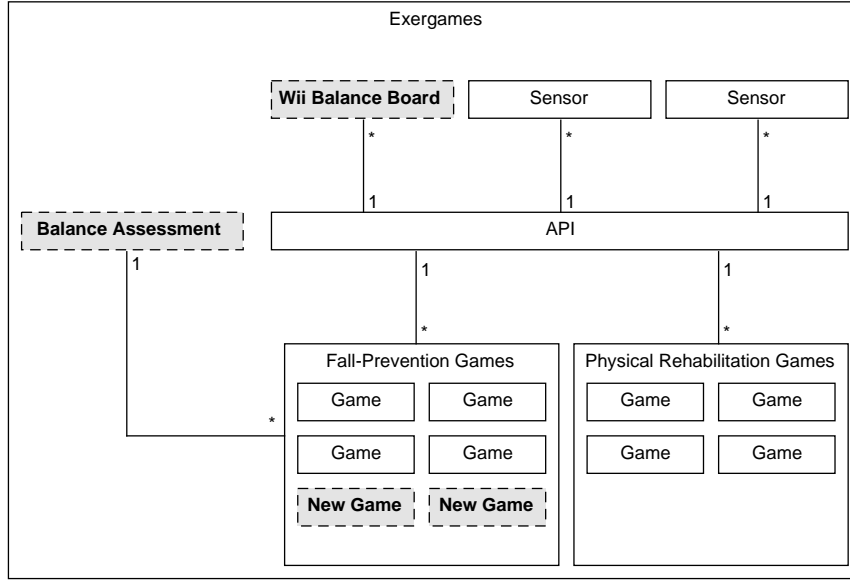 Exergames
Wii Balance Board
Sensor
Sensor
*
*
*
1
1
1
Balance Assessment
API
1
1
1
*
*
Fall-Prevention Games
Physical Rehabilitation Games
Game
Game
Game
Game
*
Game
Game
Game
Game
New Game
New Game